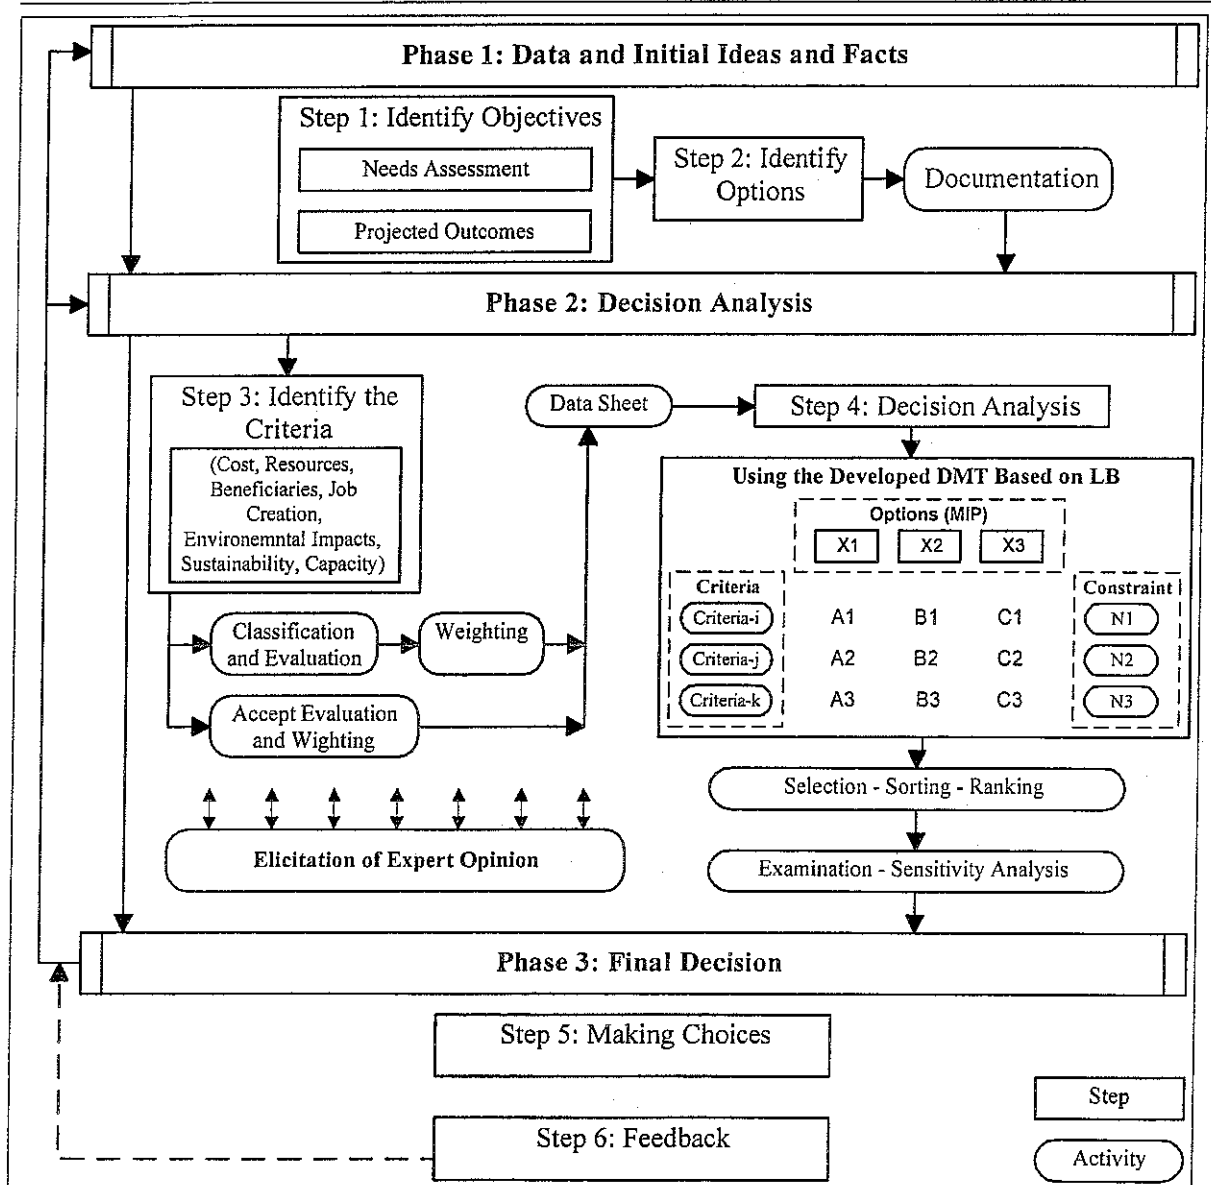 Phase 1: Data and Initial Ideas and Facts
Step 1: Identify Objectives
Needs Assessment
Projected Outcomes
Step 2: Identify
Options
Documentation
Phase 2: Decision Analysis
Step 3: Identify the
Criteria
(Cost, Resources,
Beneficiaries, Job
Creation,
Environemntal Impacts,
Sustainability, Capacity)
Classification
and Evaluation
Weighting
Accept Evaluation
and Wighting
Elicitation of Expert Opinion
Data Sheet
Step 4: Decision Analysis
Using the Developed DMT Based on LB
Options (MIP)
X1 X2 X3
Criteria
Constraint
Criteria-i A1 B1 C1 N1
Criteria-j A2 B2 C2 N2
Criteria-k A3 B3 C3 N3
Selection - Sorting - Ranking
Examination - Sensitivity Analysis
Phase 3: Final Decision
Step 5: Making Choices
Step 6: Feedback
Step
Activity